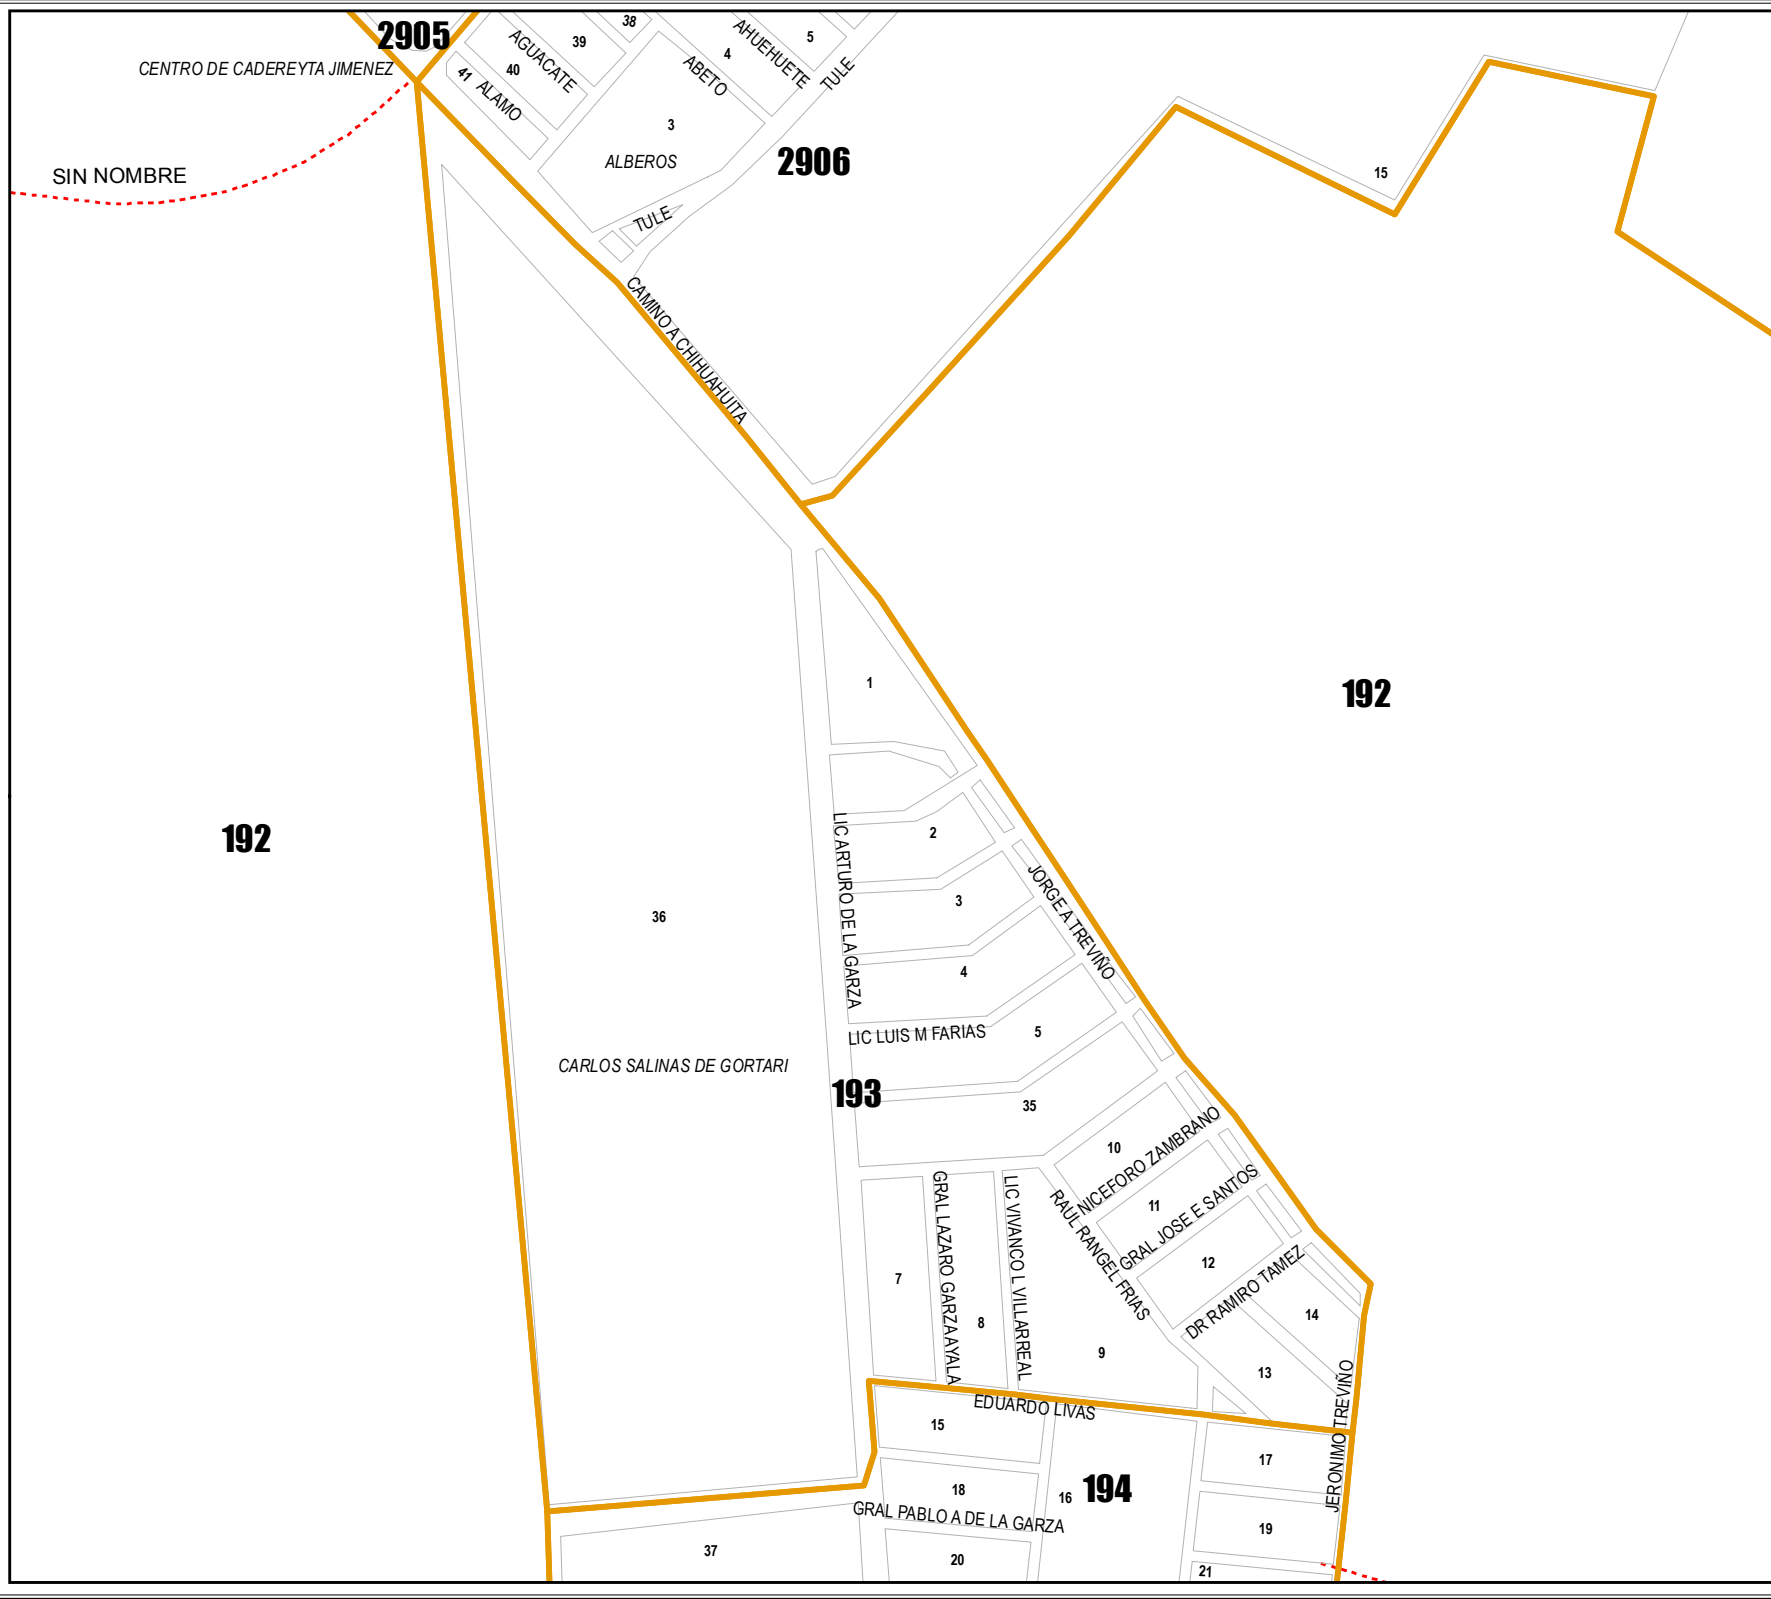 38
2905
39
AHUEHUETE
5
4
AGUACATE
CENTRO DE CADEREYTA JIMENEZ
40
41
ABETO
TULE
ALAMO
3
2906
ALBEROS
15
SIN NOMBRE
TULE
CAMINO A CHIHUAHUITA
1
192
2
192
LIC ARTURO DE LA GARZA
3
JORGE A TREVIÑO
36
4
LIC LUIS M FARIAS
5
CARLOS SALINAS DE GORTARI
193
35
10
NICEFORO ZAMBRANO
11
GRAL JOSE E SANTOS
GRAL LAZARO GARZA AYALA
LIC VIVANCO L VILLARREAL
RAUL RANGEL FRIAS
12
7
DR RAMIRO TAMEZ
14
8
9
13
JERONIMO TREVIÑO
EDUARDO LIVAS
15
17
18
16
194
GRAL PABLO A DE LA GARZA
19
37
20
21